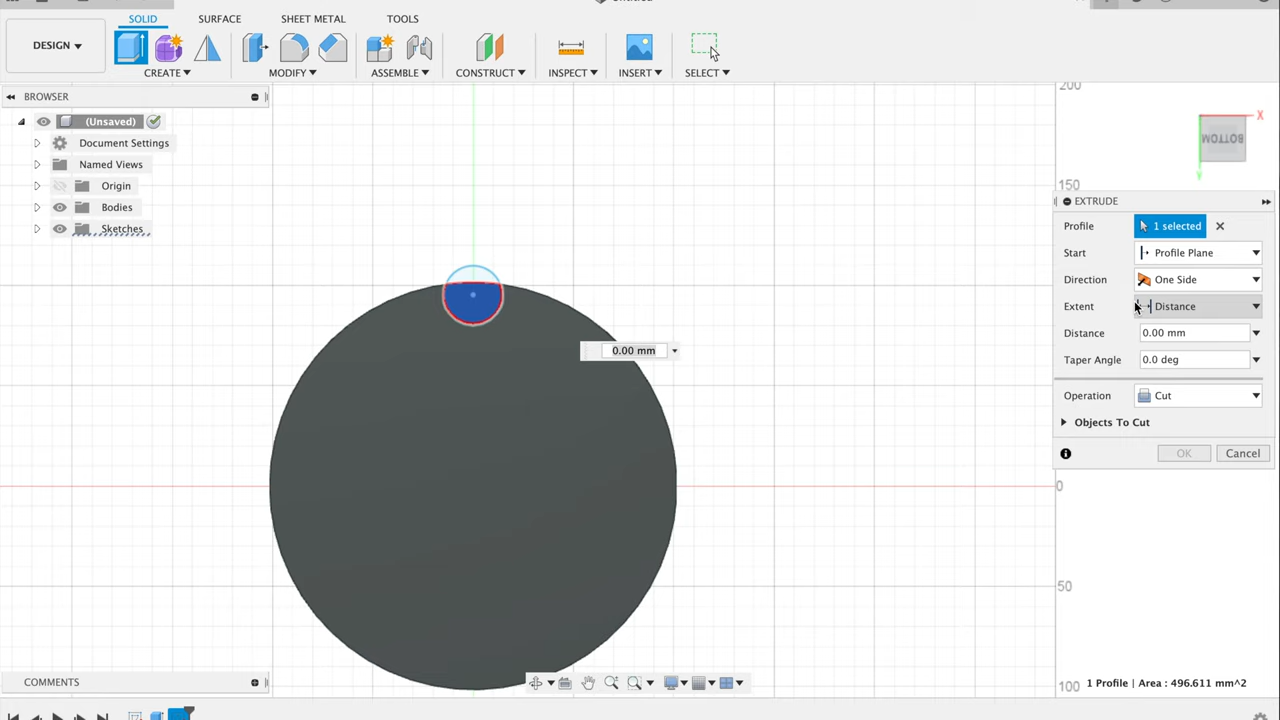 SOLID SURFACE SHEET METAL TOOLS
DESIGN
CREATE MODIFY ASSEMBLE CONSTRUCT INSPECT INSERT SELECT
BROWSER
(Unsaved)
Document Settings
Named Views
Origin
Bodies
Sketches
200
150
0
50
100
X
Y
BOTTOM
EXTRUDE
Profile 1 selected
Start Profile Plane
Direction One Side
Extent Distance
Distance 0.00 mm
Taper Angle 0.0 deg
Operation Cut
Objects To Cut
OK Cancel
0.00 mm
COMMENTS
1 Profile | Area : 496.611 mm^2